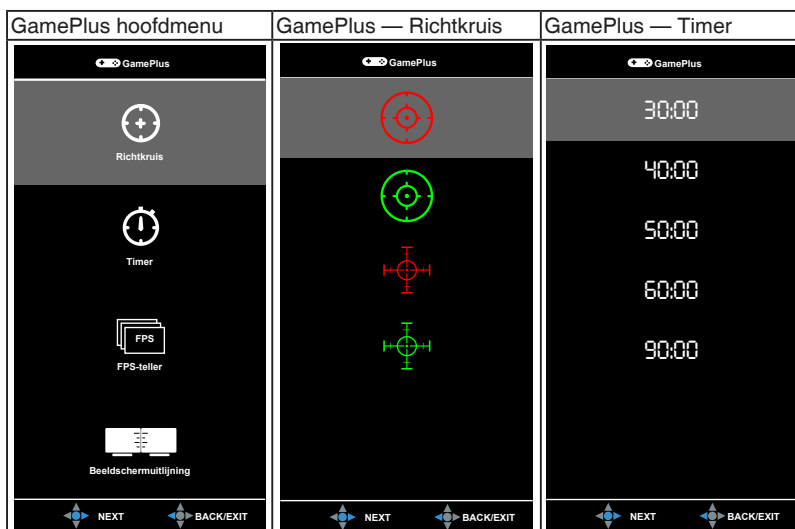 GamePlus hoofdmenu
GamePlus — Richtkruis
GamePlus — Timer
GamePlus
Richtkruis
Timer
FPS
FPS-teller
Beeldschermuitlijning
NEXT BACK/EXIT
GamePlus
NEXT BACK/EXIT
GamePlus
30:00
40:00
50:00
60:00
90:00
NEXT BACK/EXIT